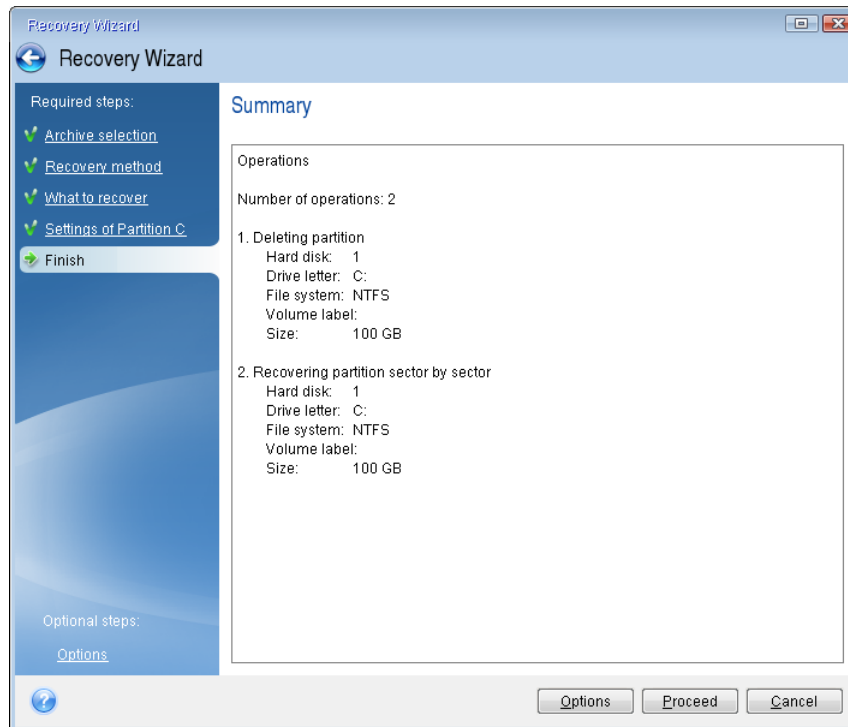 Recovery Wizard
Recovery Wizard
Required steps:
Archive selection
Recovery method
What to recover
Settings of Partition C
Finish
Optional steps:
Options
Summary
Operations
Number of operations: 2
1. Deleting partition
Hard disk: 1
Drive letter: C:
File system: NTFS
Volume label:
Size: 100 GB
2. Recovering partition sector by sector
Hard disk: 1
Drive letter: C:
File system: NTFS
Volume label:
Size: 100 GB
?
Options Proceed Cancel